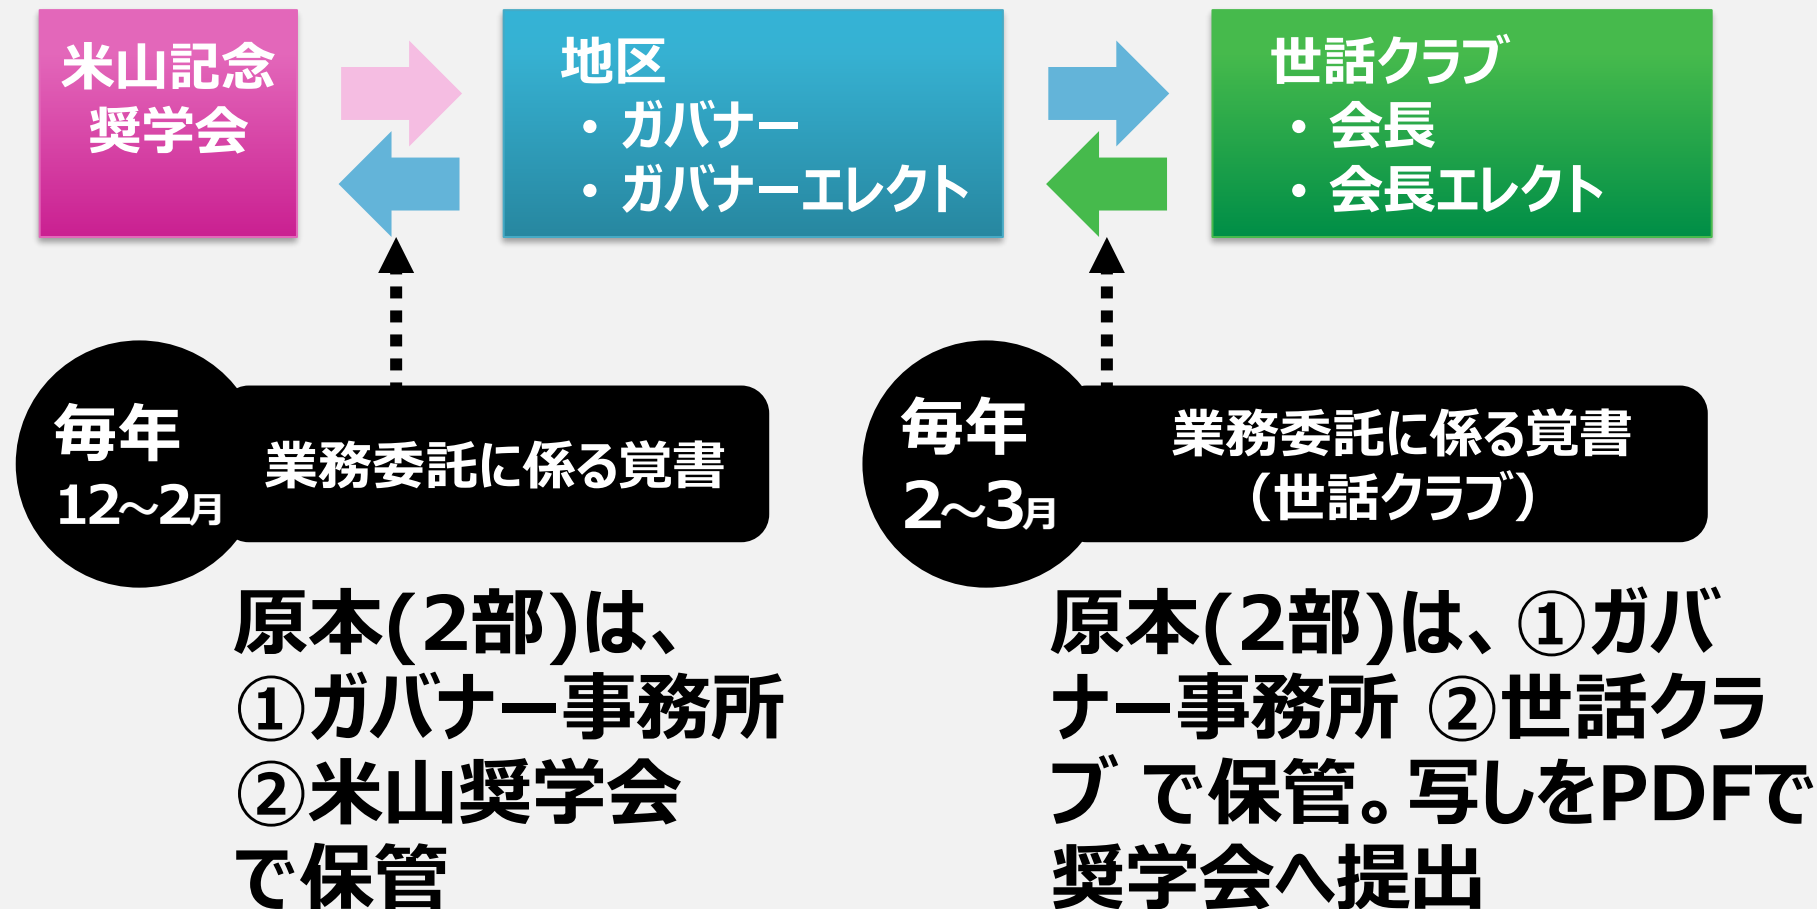 米山記念
奨学会
地区
・ ガバナー
・ ガバナーエレクト
世話クラブ
・ 会長
・ 会長エレクト
毎年
12~2月
業務委託に係る覚書
原本(2部)は、
①ガバナー事務所
②米山奨学会
で保管
毎年
2~3月
業務委託に係る覚書
（世話クラブ）
原本(2部)は、①ガバ
ナー事務所 ②世話クラ
ブ で保管。写しをPDFで
奨学会へ提出